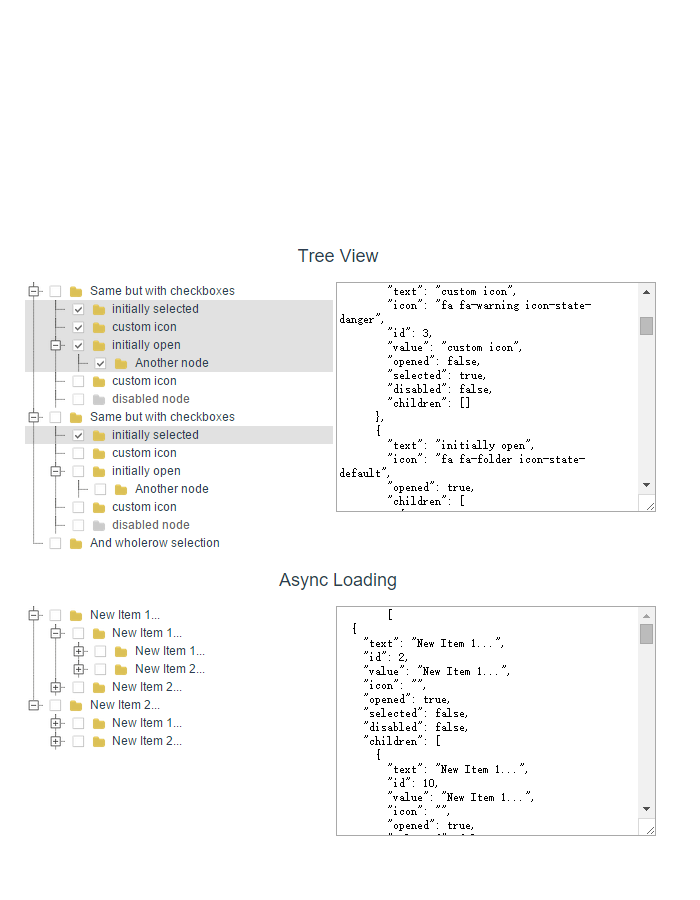 Tree View
Same but with checkboxes
initially selected
custom icon
initially open
Another node
custom icon
disabled node
Same but with checkboxes
initially selected
custom icon
initially open
Another node
custom icon
disabled node
And wholerow selection
"text": "custom icon",
"icon": "fa fa-warning icon-state-
danger",
"id": 3,
"value": "custom icon",
"opened": false,
"selected": true,
"disabled": false,
"children": []
},
{
"text": "initially open",
"icon": "fa fa-folder icon-state-
default",
"opened": true,
"children": [
Async Loading
New Item 1...
New Item 1...
New Item 1...
New Item 2...
New Item 2...
New Item 2...
New Item 1...
New Item 2...
[
{
"text": "New Item 1...",
"id": 2,
"value": "New Item 1...",
"icon": "",
"opened": true,
"selected": false,
"disabled": false,
"children": [
{
"text": "New Item 1...",
"id": 10,
"value": "New Item 1...",
"icon": "",
"opened": true,